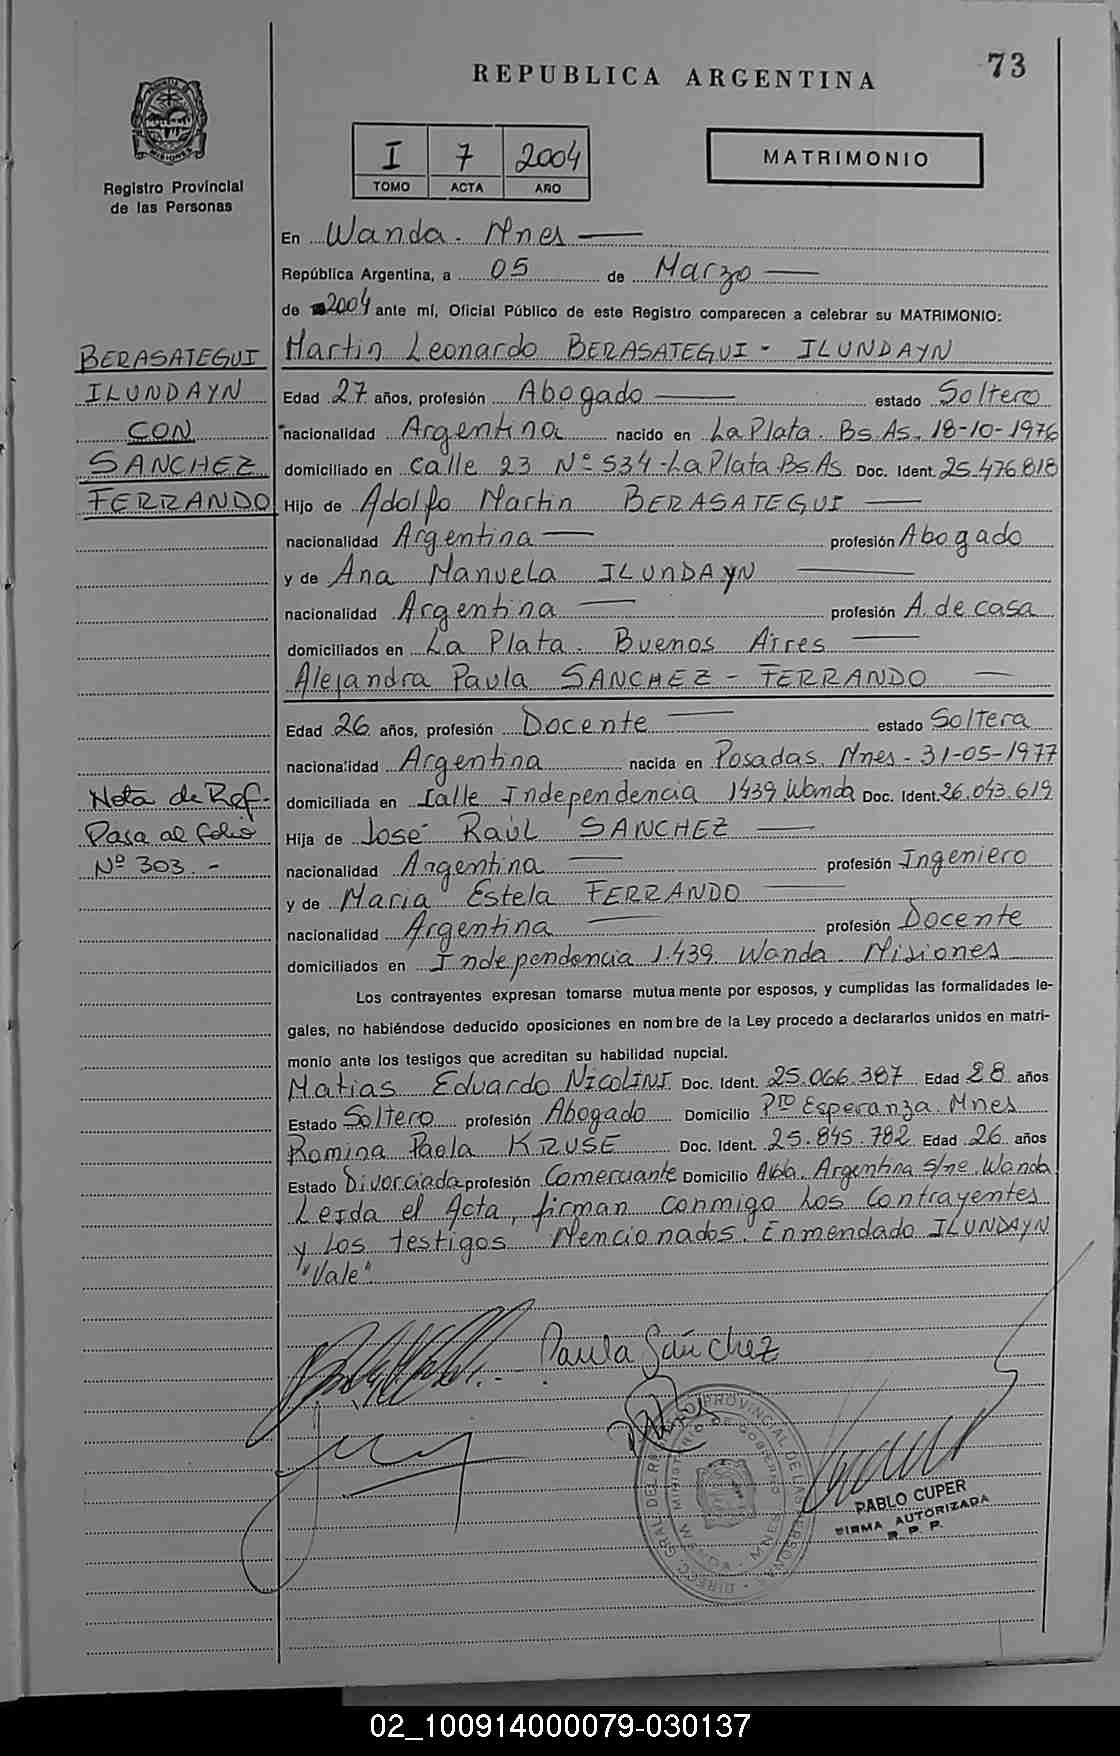 73
REPUBLICA ARGENTINA
MISIONES
Registro Provincial
de las Personas
I 7 2004
TOMO ACTA AÑO
MATRIMONIO
En Wanda. Mnes
República Argentina, a 05 de Marzo
de 2004 ante mí, Oficial Público de este Registro comparecen a celebrar su MATRIMONIO:
BERASATEGUI
ILUNDAYN
CON
SANCHEZ
FERRANDO
Martin Leonardo BERASATEGUI - ILUNDAYN
Edad 27 años, profesión Abogado estado Soltero
nacionalidad Argentina nacido en La Plata. Bs.As. 18-10-1976
domiciliado en calle 23 Nº 534-La Plata Bs.As Doc. Ident. 25.476.818
Hijo de Adolfo Martin BERASATEGUI
nacionalidad Argentina profesión Abogado
y de Ana Manuela ILUNDAYN
nacionalidad Argentina profesión A. de casa
domiciliados en La Plata. Buenos Aires
Alejandra Paula SANCHEZ - FERRANDO
Edad 26 años, profesión Docente estado Soltera
nacionalidad Argentina nacida en Posadas. Mnes - 31-05-1977
domiciliada en Calle Independencia 1439 Wanda Doc. Ident. 26.043.619
Hija de José Raúl SANCHEZ
nacionalidad Argentina profesión Ingeniero
y de Maria Estela FERRANDO
nacionalidad Argentina profesión Docente
domiciliados en Independencia 1.439. Wanda. Misiones
Nota de Ref-
Pasa al folio
Nº 303.-
Los contrayentes expresan tomarse mutuamente por esposos, y cumplidas las formalidades le-
gales, no habiéndose deducido oposiciones en nombre de la Ley procedo a declararlos unidos en matri-
monio ante los testigos que acreditan su habilidad nupcial.
Matias Eduardo NICOLINI Doc. Ident. 25.066.387 Edad 28 años
Estado Soltero profesión Abogado Domicilio Pto Esperanza. Mnes
Romina Paola KRUSE Doc. Ident. 25.845.782 Edad 26 años
Estado Divorciada profesión Comerciante Domicilio Argentina s/ne. Wanda
Leida el Acta, firman conmigo Los Contrayentes
y Los testigos Mencionados. Enmendado ILUNDAYN
"Vale".
Paula Sánchez
PABLO CUPER
FIRMA AUTORIZADA
R. P. P.
02_100914000079-030137